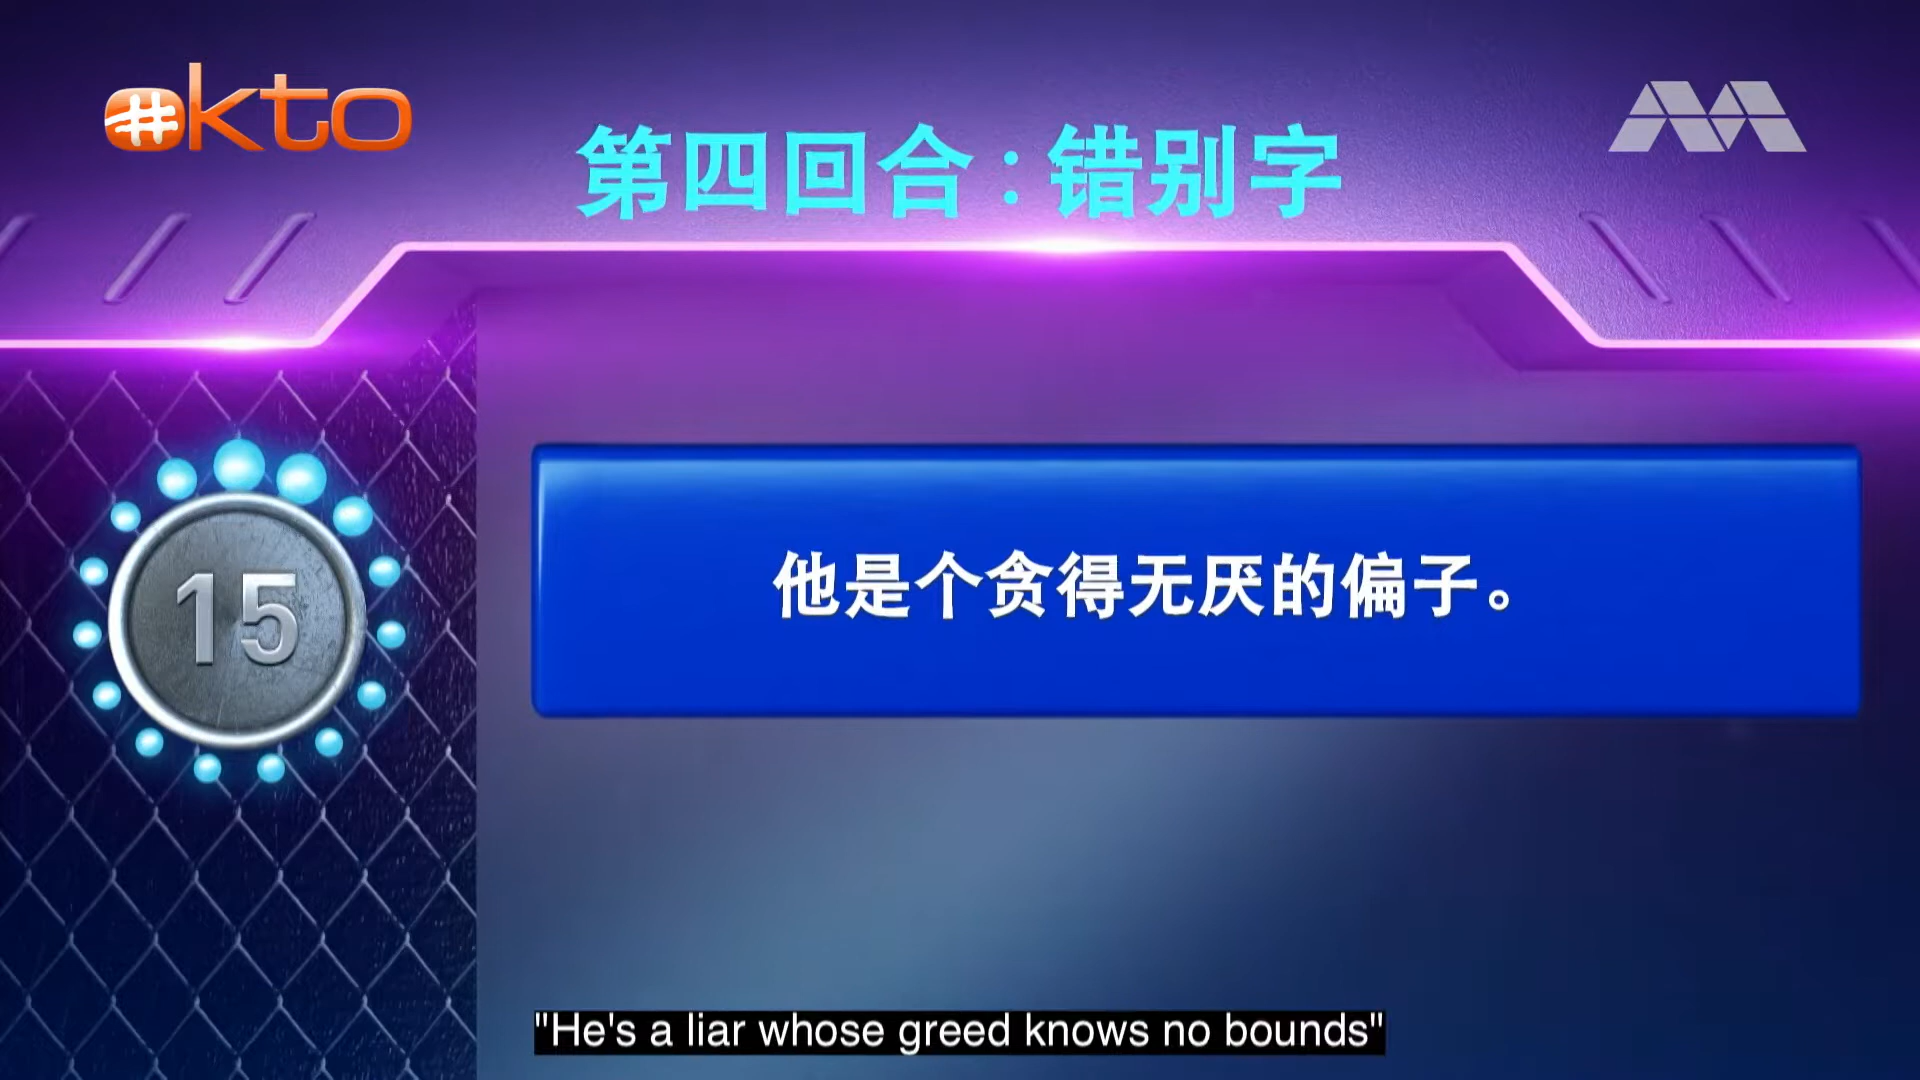 #kto
第四回合:错别字
15
他是个贪得无厌的偏子。
"He's a liar whose greed knows no bounds"